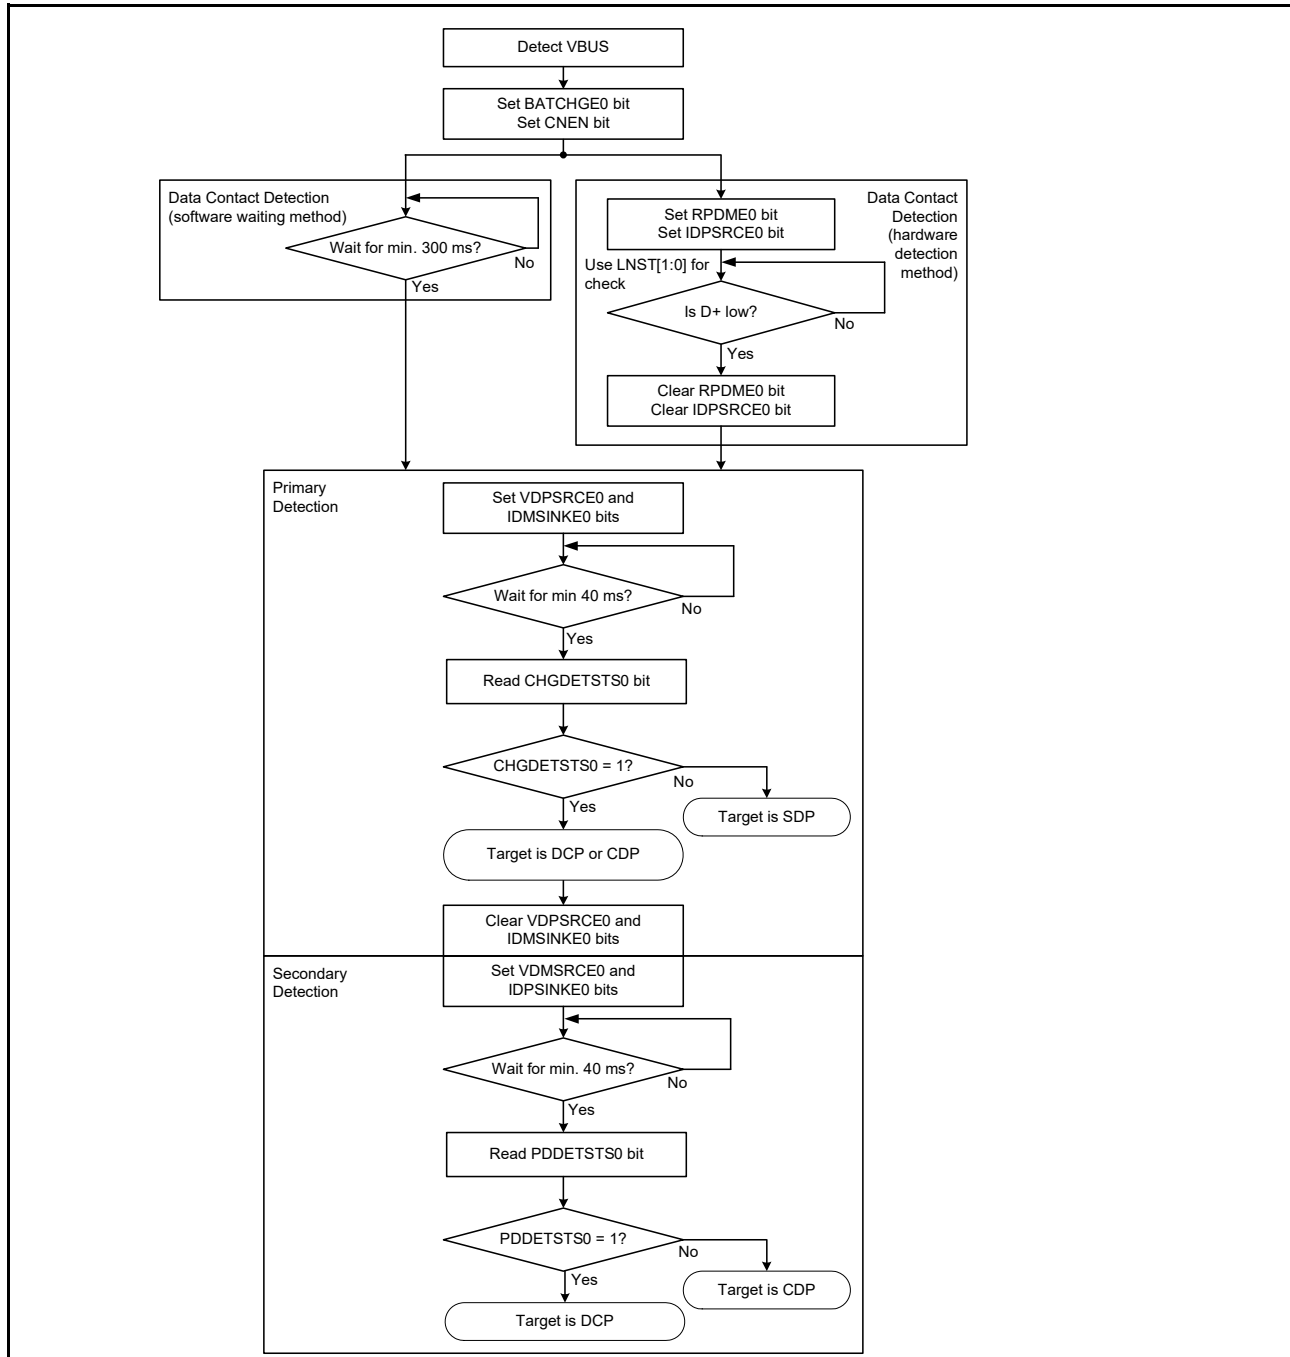 Detect VBUS
Set BATCHGE0 bit
Set CNEN bit
Data Contact Detection
(software waiting method)
Wait for min. 300 ms?
No
Yes
Data Contact
Detection
(hardware
detection
method)
Set RPDME0 bit
Set IDPSRCE0 bit
Use LNST[1:0] for
check
Is D+ low?
No
Yes
Clear RPDME0 bit
Clear IDPSRCE0 bit
Primary
Detection
Set VDPSRCE0 and
IDMSINKE0 bits
Wait for min 40 ms?
No
Yes
Read CHGDETSTS0 bit
CHGDETSTS0 = 1?
No
Yes
Target is SDP
Target is DCP or CDP
Clear VDPSRCE0 and
IDMSINKE0 bits
Secondary
Detection
Set VDMSRCE0 and
IDPSINKE0 bits
Wait for min. 40 ms?
No
Yes
Read PDDETSTS0 bit
PDDETSTS0 = 1?
No
Yes
Target is CDP
Target is DCP